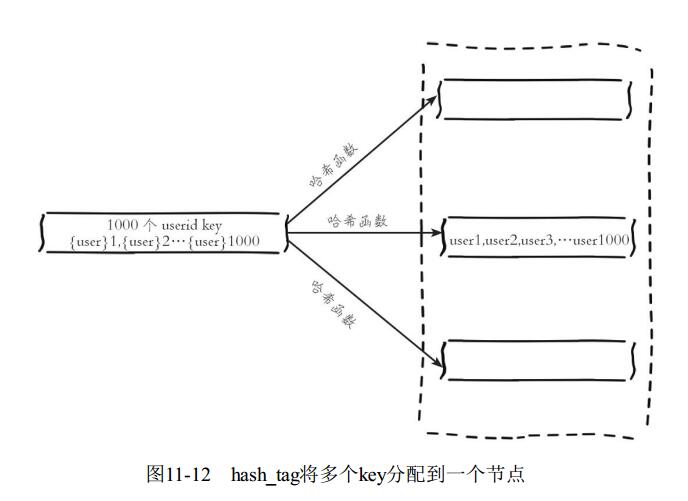 哈希函数
1000 个 userid key
{user}1,{user}2…{user}1000
哈希函数
user1,user2,user3,…user1000
哈希函数
图11-12 hash_tag将多个key分配到一个节点